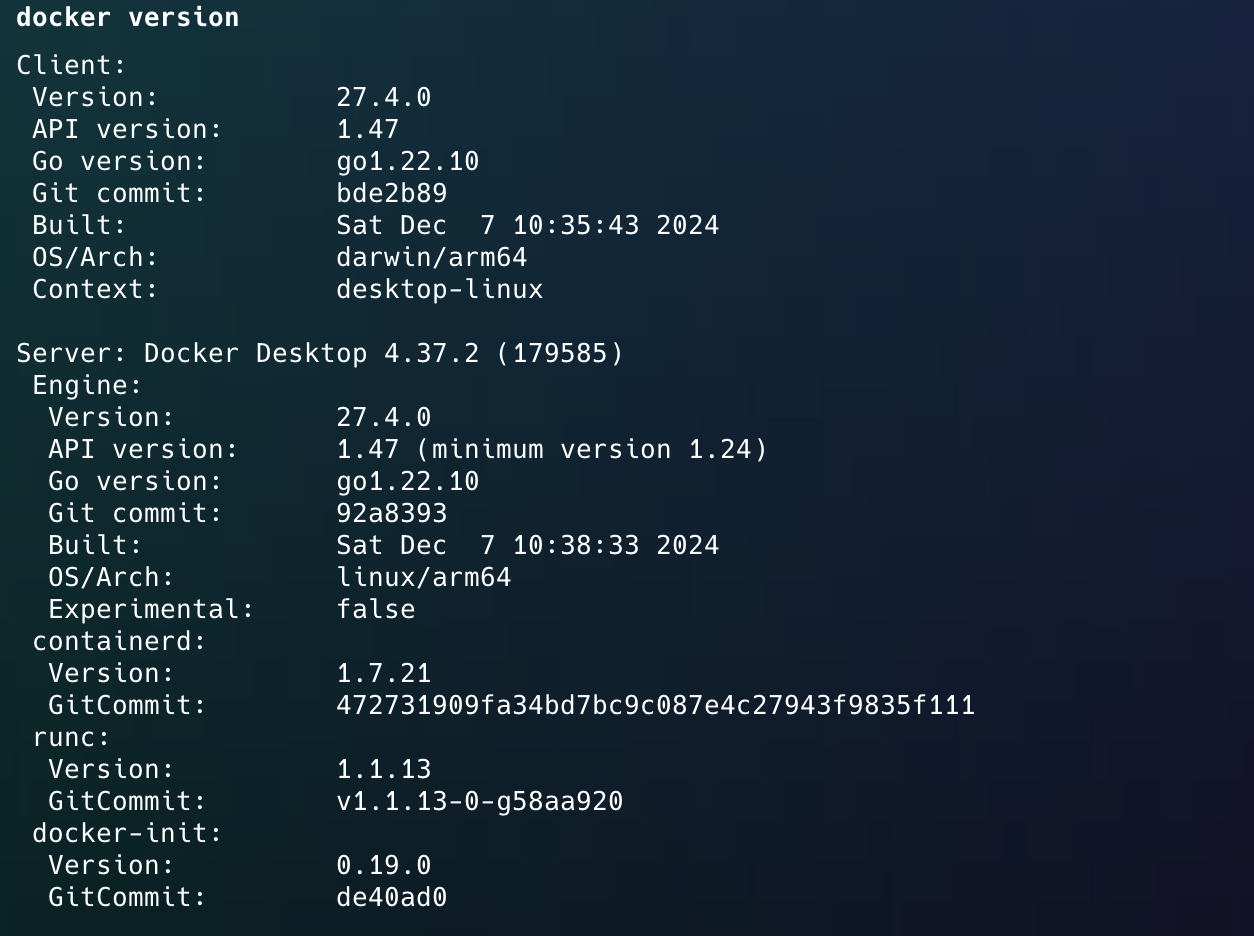 docker version
Client:
 Version:           27.4.0
 API version:       1.47
 Go version:        go1.22.10
 Git commit:        bde2b89
 Built:             Sat Dec  7 10:35:43 2024
 OS/Arch:           darwin/arm64
 Context:           desktop-linux

Server: Docker Desktop 4.37.2 (179585)
 Engine:
  Version:          27.4.0
  API version:      1.47 (minimum version 1.24)
  Go version:       go1.22.10
  Git commit:       92a8393
  Built:            Sat Dec  7 10:38:33 2024
  OS/Arch:          linux/arm64
  Experimental:     false
 containerd:
  Version:          1.7.21
  GitCommit:        472731909fa34bd7bc9c087e4c27943f9835f111
 runc:
  Version:          1.1.13
  GitCommit:        v1.1.13-0-g58aa920
 docker-init:
  Version:          0.19.0
  GitCommit:        de40ad0